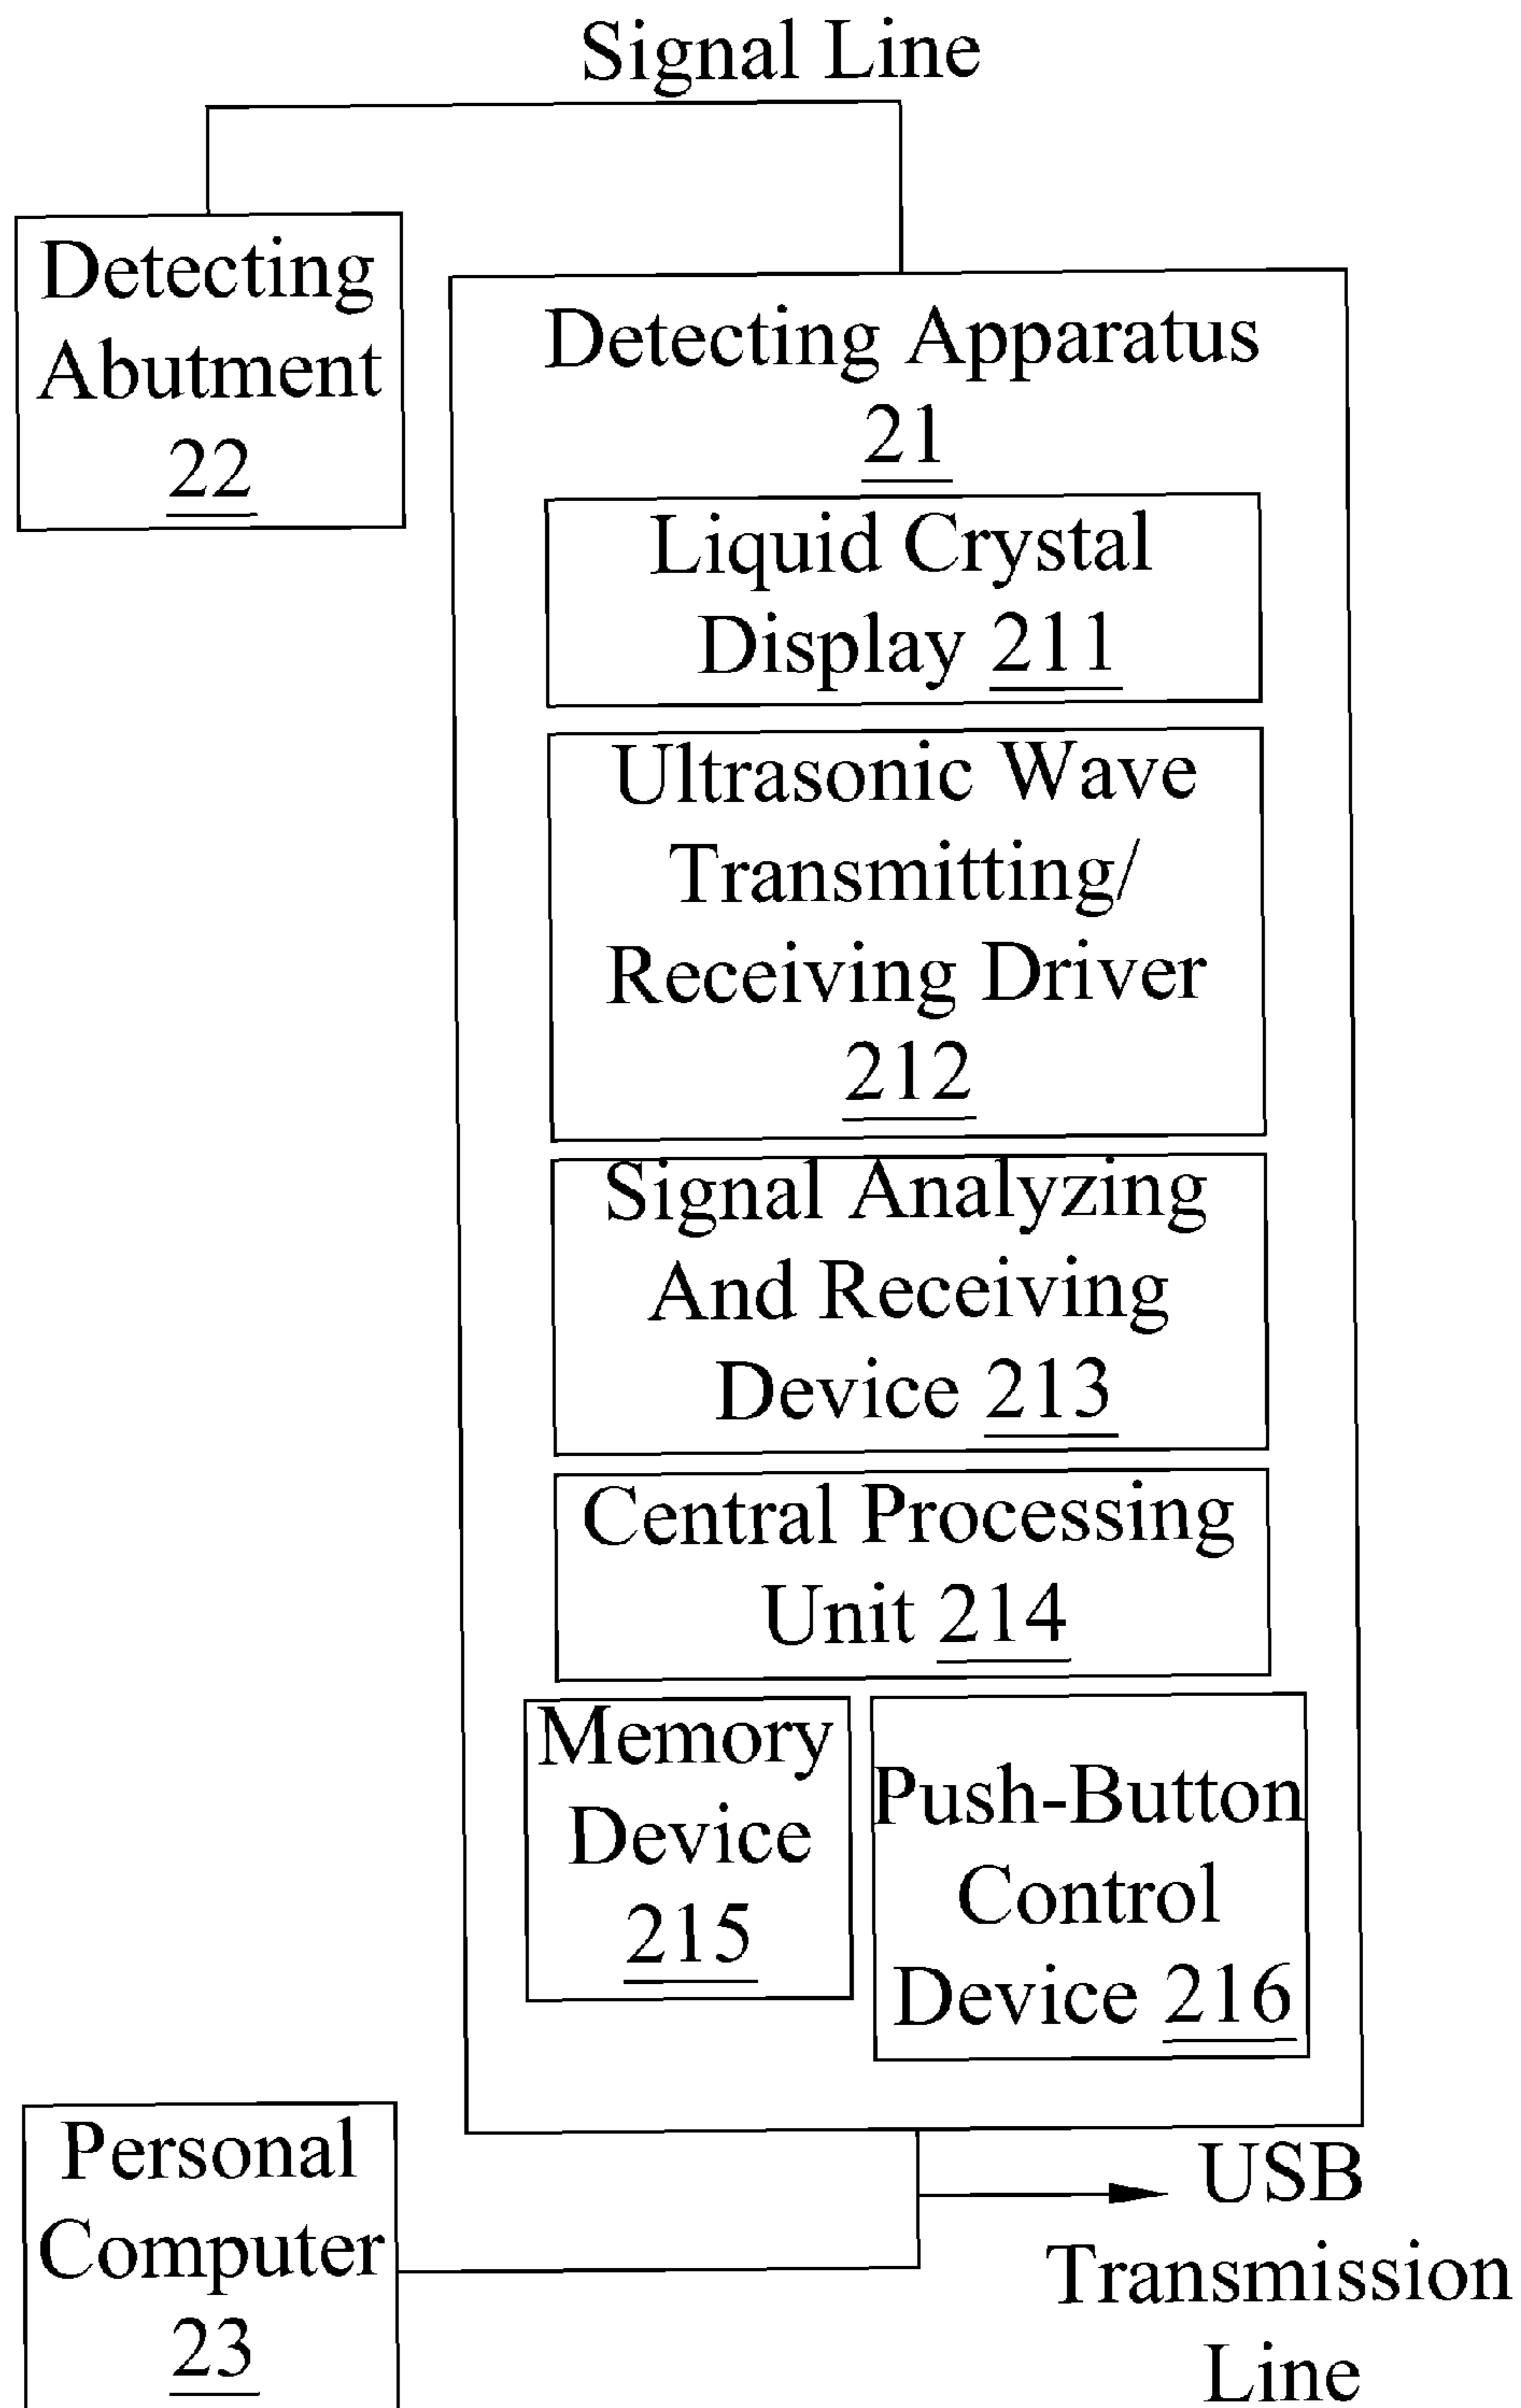 Signal Line
Detecting
Abutment
22
Detecting Apparatus
21
Liquid Crystal
Display 211
Ultrasonic Wave
Transmitting/
Receiving Driver
212
Signal Analyzing
And Receiving
Device 213
Central Processing
Unit 214
Memory
Device
215
Push-Button
Control
Device 216
Personal
Computer
23
USB
Transmission
Line